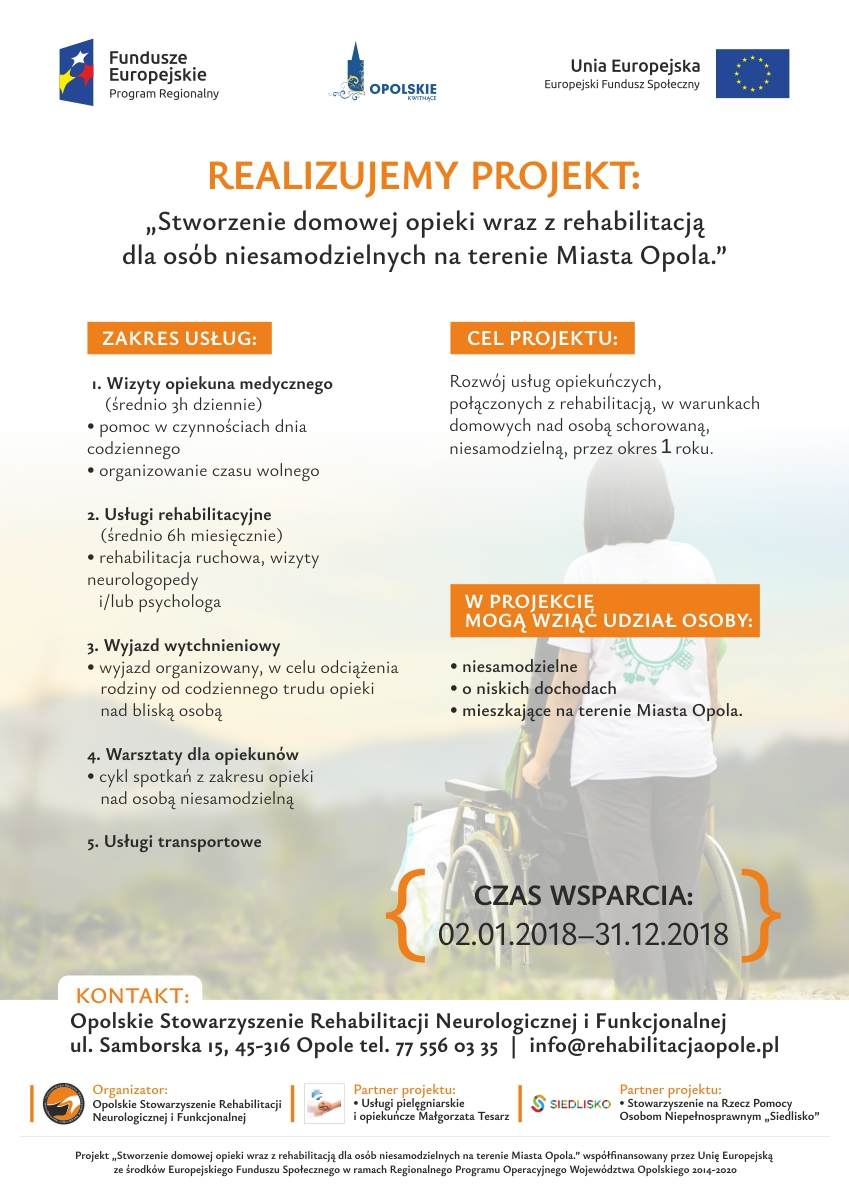 Fundusze
Europejskie
Program Regionalny
OPOLSKIE
KWITNĄCE
Unia Europejska
Europejski Fundusz Społeczny
REALIZUJEMY PROJEKT:
„Stworzenie domowej opieki wraz z rehabilitacją
dla osób niesamodzielnych na terenie Miasta Opola.”
ZAKRES USŁUG:
1. Wizyty opiekuna medycznego
(średnio 3h dziennie)
• pomoc w czynnościach dnia
codziennego
• organizowanie czasu wolnego
2. Usługi rehabilitacyjne
(średnio 6h miesięcznie)
• rehabilitacja ruchowa, wizyty
neurologopedy
i/lub psychologa
3. Wyjazd wytchnieniowy
• wyjazd organizowany, w celu odciążenia
rodziny od codziennego trudu opieki
nad bliską osobą
4. Warsztaty dla opiekunów
• cykl spotkań z zakresu opieki
nad osobą niesamodzielną
5. Usługi transportowe
CEL PROJEKTU:
Rozwój usług opiekuńczych,
połączonych z rehabilitacją, w warunkach
domowych nad osobą schorowaną,
niesamodzielną, przez okres 1 roku.
W PROJEKCIE
MOGĄ WZIĄĆ UDZIAŁ OSOBY:
• niesamodzielne
• o niskich dochodach
• mieszkające na terenie Miasta Opola.
CZAS WSPARCIA:
02.01.2018–31.12.2018
KONTAKT:
Opolskie Stowarzyszenie Rehabilitacji Neurologicznej i Funkcjonalnej
ul. Samborska 15, 45-316 Opole tel. 77 556 03 35 | info@rehabilitacjaopole.pl
Organizator:
Opolskie Stowarzyszenie Rehabilitacji
Neurologicznej i Funkcjonalnej
Partner projektu:
• Usługi pielęgniarskie
i opiekuńcze Małgorzata Tesarz
SIEDLISKO
Partner projektu:
• Stowarzyszenie na Rzecz Pomocy
Osobom Niepełnosprawnym „Siedlisko”
Projekt „Stworzenie domowej opieki wraz z rehabilitacją dla osób niesamodzielnych na terenie Miasta Opola.” współfinansowany przez Unię Europejską
ze środków Europejskiego Funduszu Społecznego w ramach Regionalnego Programu Operacyjnego Województwa Opolskiego 2014-2020